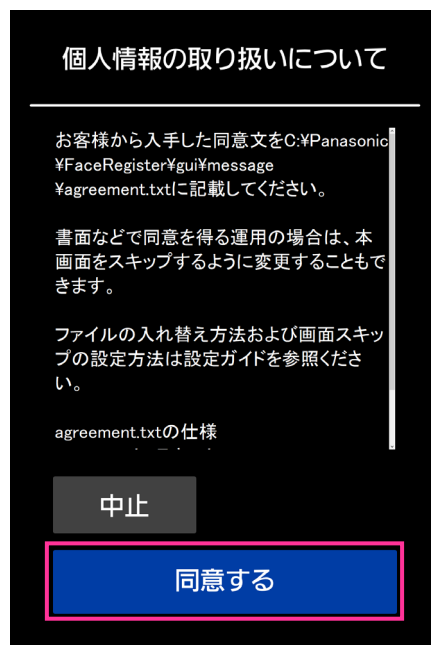 個人情報の取り扱いについて
お客様から入手した同意文をC:¥Panasonic
¥FaceRegister¥gui¥message
¥agreement.txtに記載してください。
書面などで同意を得る運用の場合は、本
画面をスキップするように変更することもで
きます。
ファイルの入れ替え方法および画面スキッ
プの設定方法は設定ガイドを参照くださ
い。
agreement.txtの仕様
中止
同意する